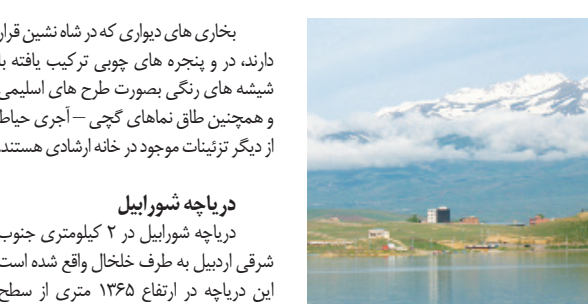 بخاری های دیواری که در شاه نشین قرار
دارند، در و پنجره های چوبی ترکیب یافته با
شیشه های رنگی بصورت طرح های اسلیمی
و همچنین طاق نماهای گچی – آجری حیاط
از دیگر تزئینات موجود در خانه ارشادی هستند.
دریاچه شورابیل
دریاچه شورابیل در ۲ کیلومتری جنوب
شرقی اردبیل به طرف خلخال واقع شده است.
این دریاچه در ارتفاع ۱۳۶۵ متری از سطح